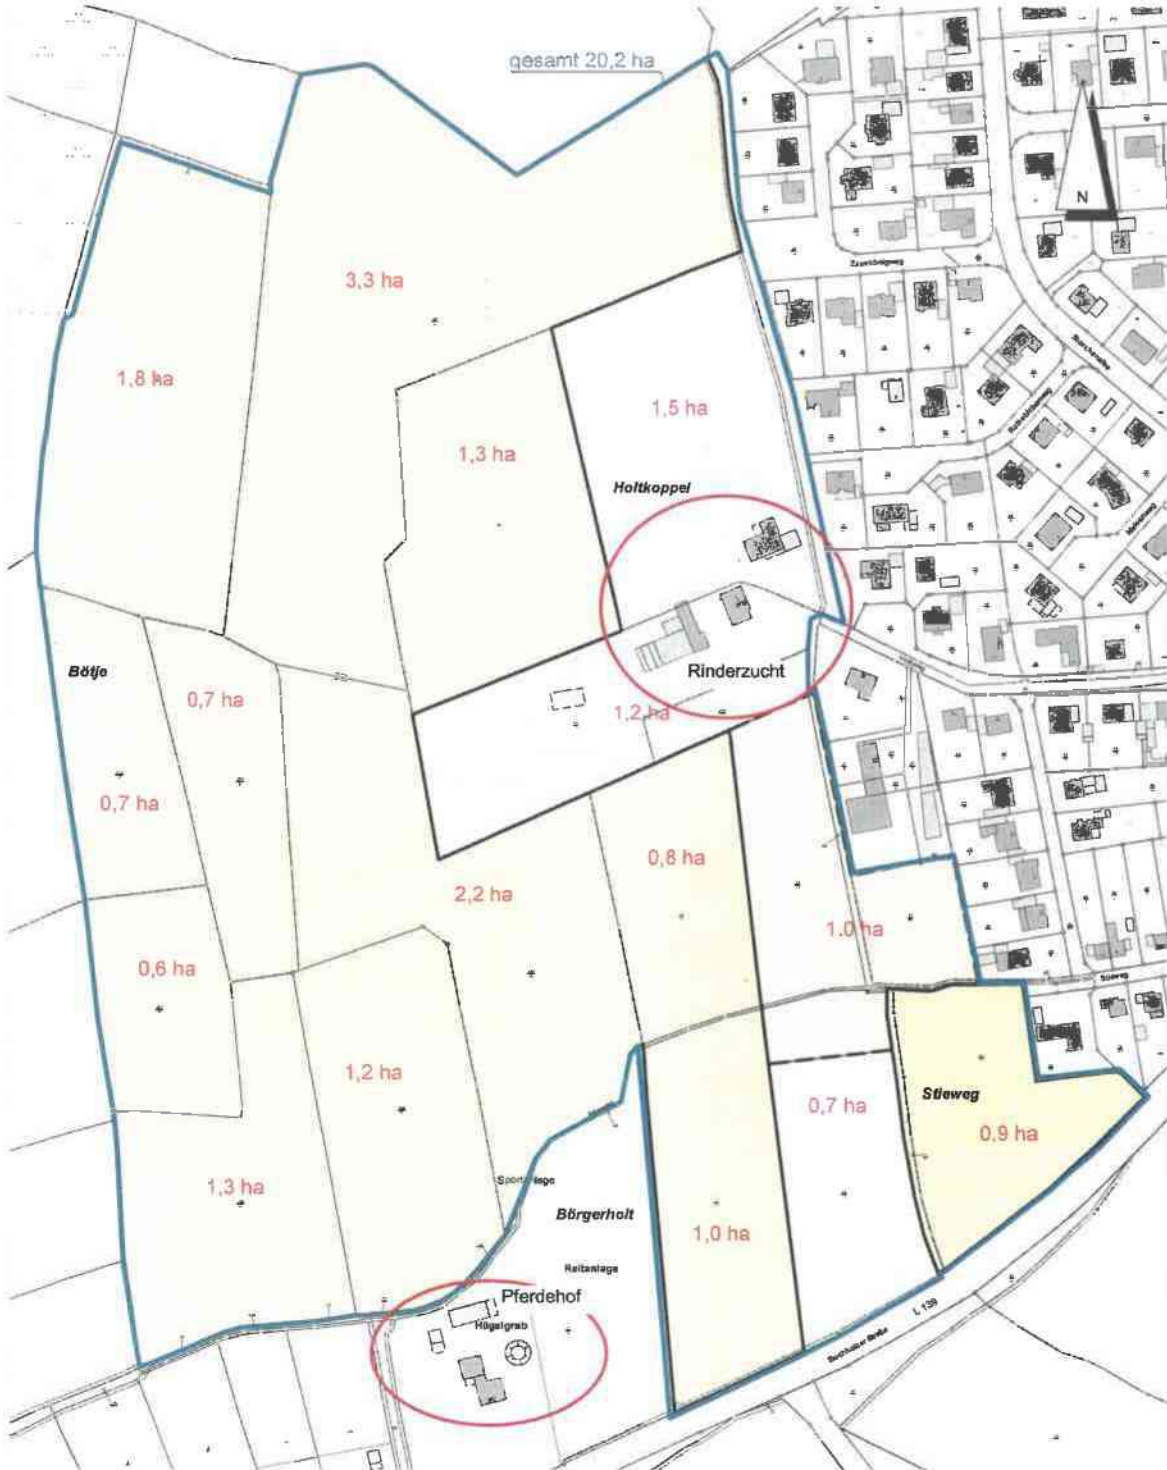 gesamt 20,2 ha
N
3,3 ha
1,8 ha
1,5 ha
1,3 ha
Holtkoppel
Rinderzucht
Bötje
0,7 ha
1,2 ha
0,7 ha
0,8 ha
2,2 ha
1.0 ha
0,6 ha
Stieweg
1,2 ha
Stieweg
0,7 ha
0,9 ha
1,3 ha
Börgerholt
1,0 ha
Reitanlage
Pferdehof
Hügelgrab
L 139